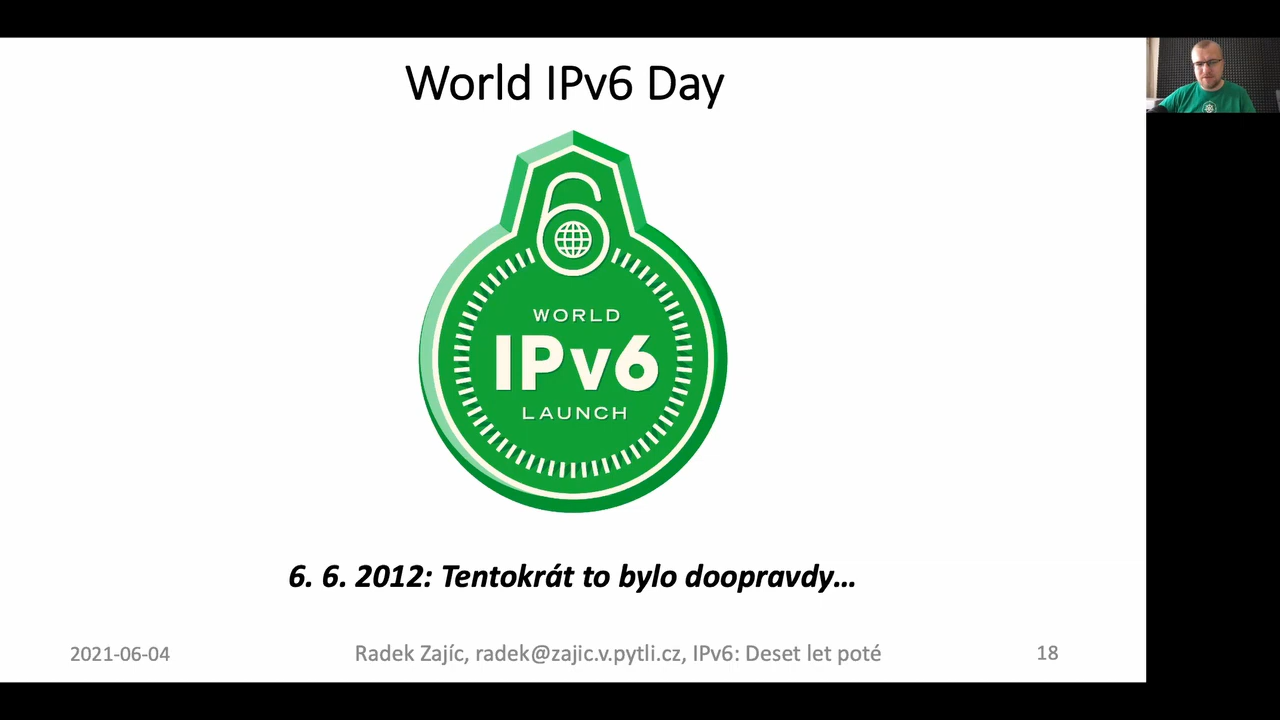 World IPv6 Day
6
WORLD
IPv6
LAUNCH
6. 6. 2012: Tentokrát to bylo doopravdy...
2021-06-04
Radek Zajíc, radek@zajic.v.pytli.cz, IPv6: Deset let poté
18